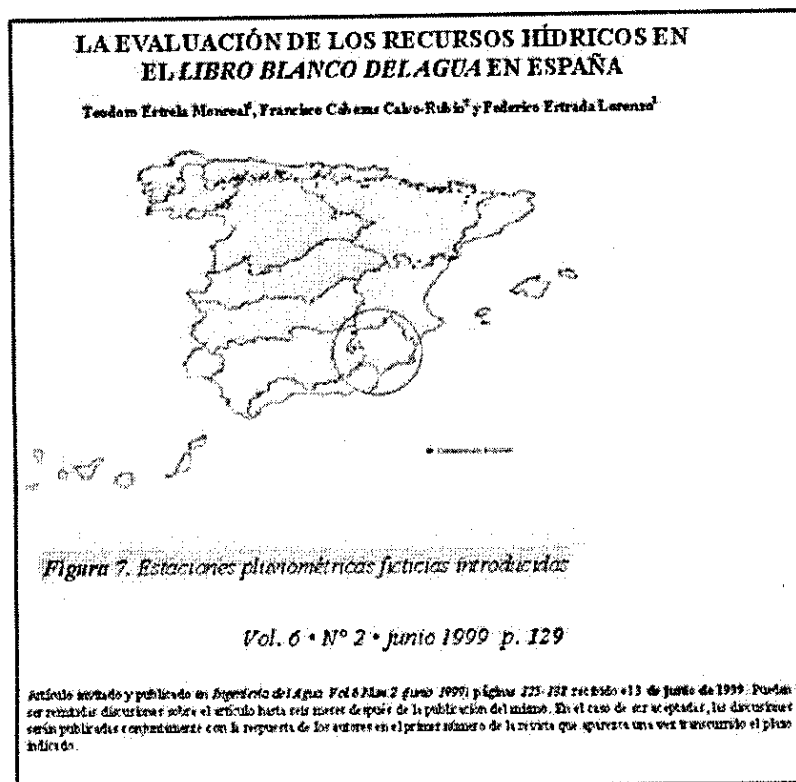 LA EVALUACIÓN DE LOS RECURSOS HÍDRICOS EN
EL LIBRO BLANCO DEL AGUA EN ESPAÑA
Teodoro Estrela Monreal¹, Francisco Cabezas Calvo-Rubio² y Federico Estrada Lorenzo³
Figura 7. Estaciones pluviométricas ficticias introducidas
Vol. 6 • Nº 2 • junio 1999 p. 129
Artículo invitado y publicado en Ingeniería del Agua. Vol 6 Num 2 (junio 1999) páginas 125-138 recibido el 3 de junio de 1999. Pueden
ser remitidas discusiones sobre el artículo hasta seis meses después de la publicación del mismo. En el caso de ser aceptadas, las discusiones
serán publicadas conjuntamente con la respuesta de los autores en el primer número de la revista que aparezca una vez transcurrido el plazo
indicado.